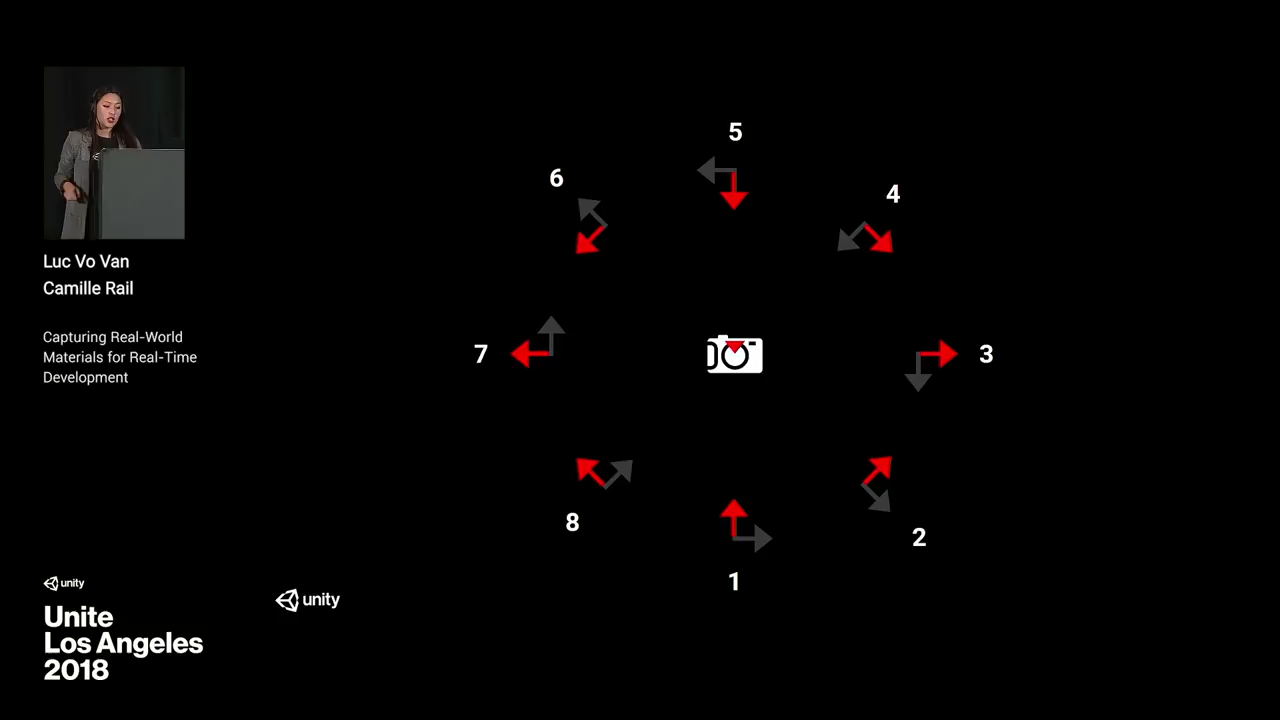 Luc Vo Van
Camille Rail
Capturing Real-World
Materials for Real-Time
Development
unity
Unite
Los Angeles
2018
unity
5
6
4
7
3
8
2
1